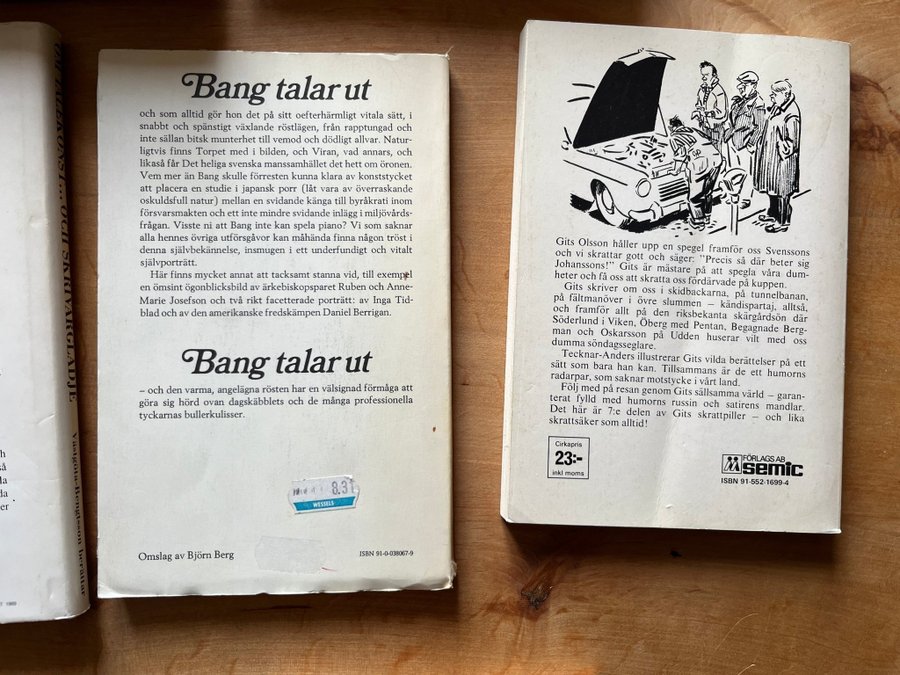 Västgöta-Bengtsson berättar
Bang talar ut
och som alltid gör hon det på sitt oefterhärmligt vitala sätt, i
snabbt och spänstigt växlande röstlägen, från rapptungad och
inte sällan bitsk munterhet till vemod och dödligt allvar. Natur-
ligtvis finns Torpet med i bilden, och Viran, vad annars, och
likaså får Det heliga svenska manssamhället det hett om öronen.
Vem mer än Bang skulle förresten kunna klara av konststycket
att placera en studie i japansk porr (låt vara av överraskande
oskuldsfull natur) mellan en svidande känga till byråkrati inom
försvarsmakten och ett inte mindre svidande inlägg i miljövårds-
frågan. Visste ni att Bang inte kan spela piano? Vi som saknar
alla hennes övriga utförsgåvor kan måhända finna någon tröst i
denna självbekännelse, insmugen i ett underfundigt och vitalt
självporträtt.
Här finns mycket annat att tacksamt stanna vid, till exempel
en ömsint ögonblicksbild av ärkebiskopsparet Ruben och Anne-
Marie Josefson och två rikt facetterade porträtt: av Inga Tid-
blad och av den amerikanske fredskämpen Daniel Berrigan.
Bang talar ut
– och den varma, angelägna rösten har en välsignad förmåga att
göra sig hörd ovan dagskäbblets och de många professionella
tyckarnas bullerkulisser.
8.31
WESSELS
Omslag av Björn Berg
ISBN 91-0-038067-9
Gits Olsson håller upp en spegel framför oss Svenssons
och vi skrattar gott och säger: "Precis så där beter sig
Johanssons!" Gits är mästare på att spegla våra dum-
heter och få oss att skratta oss fördärvade på kuppen.
Gits skriver om oss i skidbackarna, på tunnelbanan,
på fältmanöver i övre slummen – kändispartaj, alltså,
och framför allt på den riksbekanta skärgårdsön där
Söderlund i Viken, Öberg med Pentan, Begagnade Berg-
man och Oskarsson på Udden huserar vilt med oss
dumma söndagsseglare.
Tecknar-Anders illustrerar Gits vilda berättelser på ett
sätt som bara han kan. Tillsammans är de ett humorns
radarpar, som saknar motstycke i vårt land.
Följ med på resan genom Gits sällsamma värld – garan-
terat fylld med humorns russin och satirens mandlar.
Det här är 7:e delen av Gits skrattpiller – och lika
skrattsäker som alltid!
Cirkapris
23:-
inkl moms
FÖRLAGS AB
semic
ISBN 91-552-1699-4